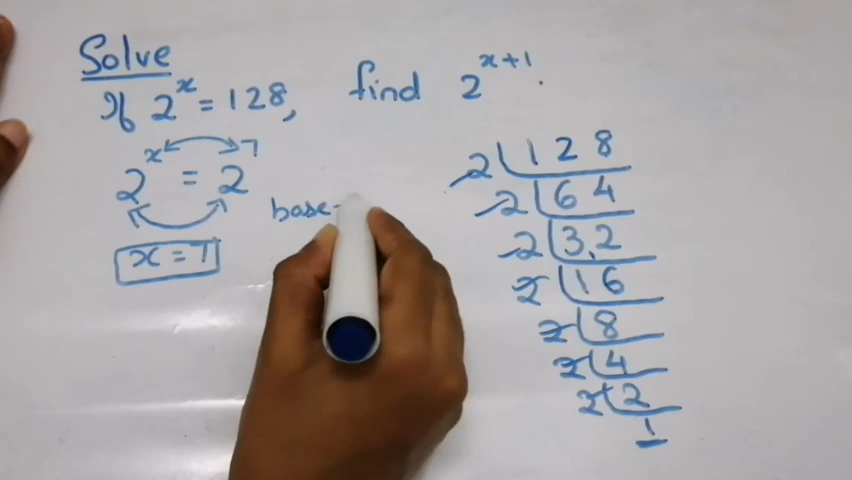 Solve
If 2^x = 128, find 2^{x+1}.
2^x = 2^7
x = 7
base
2 | 128
2 | 64
2 | 32
2 | 16
2 | 8
2 | 4
2 | 2
1